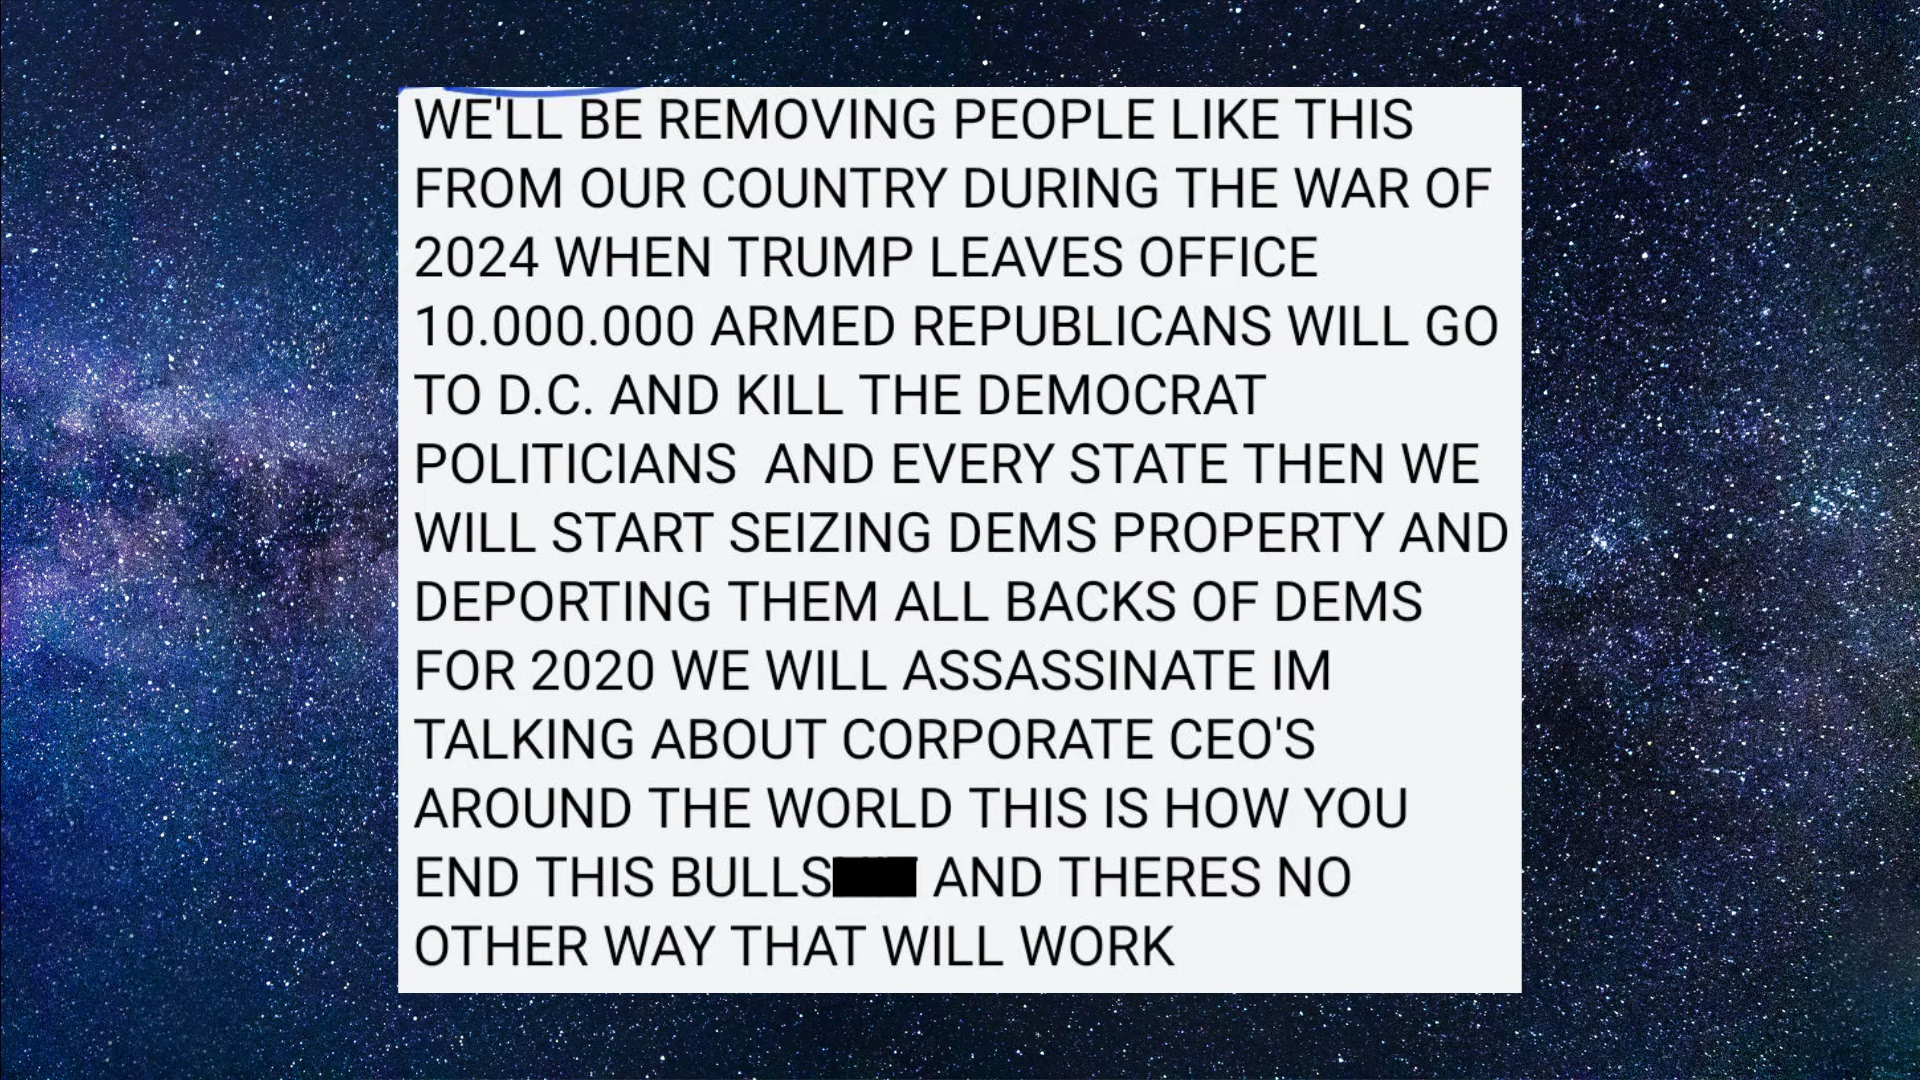 WE'LL BE REMOVING PEOPLE LIKE THIS
FROM OUR COUNTRY DURING THE WAR OF
2024 WHEN TRUMP LEAVES OFFICE
10.000.000 ARMED REPUBLICANS WILL GO
TO D.C. AND KILL THE DEMOCRAT
POLITICIANS  AND EVERY STATE THEN WE
WILL START SEIZING DEMS PROPERTY AND
DEPORTING THEM ALL BACKS OF DEMS
FOR 2020 WE WILL ASSASSINATE IM
TALKING ABOUT CORPORATE CEO'S
AROUND THE WORLD THIS IS HOW YOU
END THIS BULLS AND THERES NO
OTHER WAY THAT WILL WORK